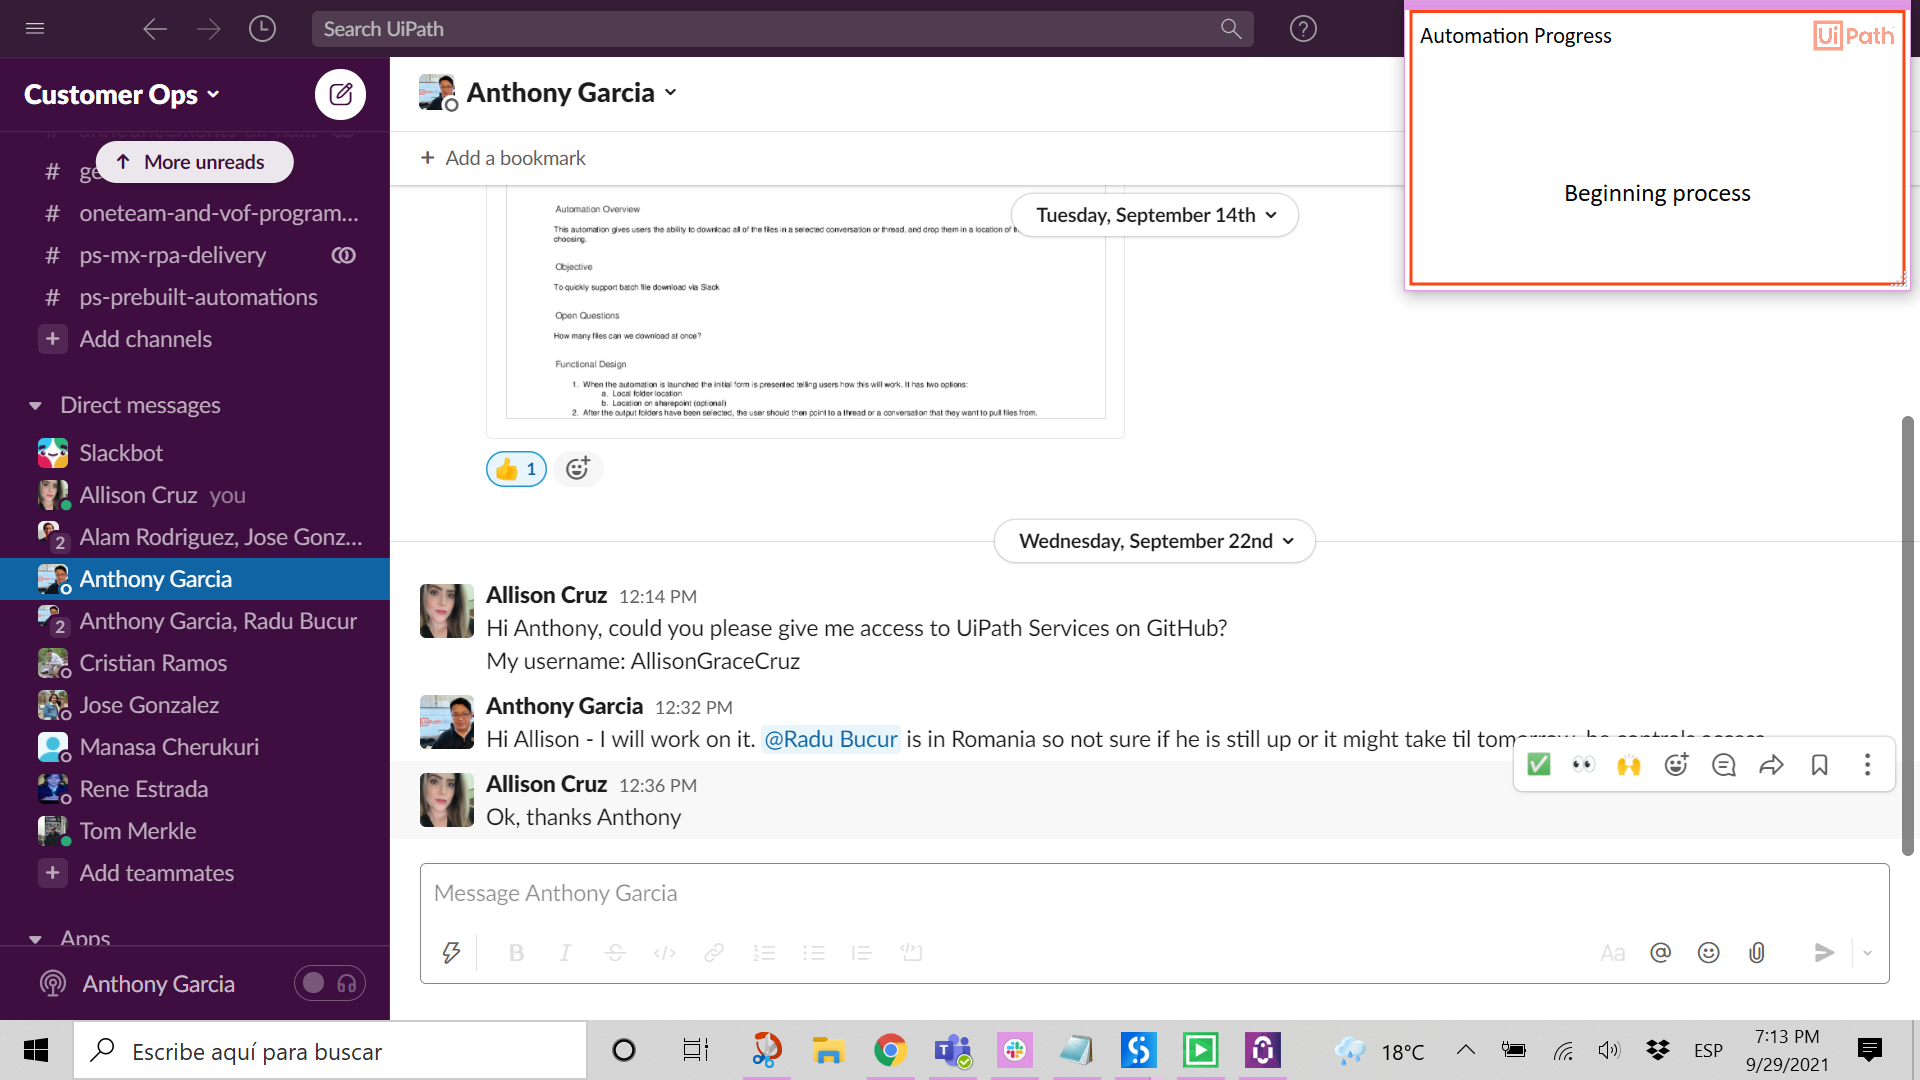 Search UiPath
Automation Progress
UiPath
Beginning process
Customer Ops
More unreads
# oneteam-and-vof-program...
# ps-mx-rpa-delivery
# ps-prebuilt-automations
+ Add channels
Direct messages
Slackbot
Allison Cruz you
2 Alam Rodriguez, Jose Gonz...
Anthony Garcia
2 Anthony Garcia, Radu Bucur
Cristian Ramos
Jose Gonzalez
Manasa Cherukuri
Rene Estrada
Tom Merkle
+ Add teammates
Apps
Anthony Garcia
Anthony Garcia
+ Add a bookmark
Tuesday, September 14th
Automation Overview
This automation gives users the ability to download all of the files in a selected conversation or thread, and drop them in a location of
choosing.
Objective
To quickly support batch file download via Slack
Open Questions
How many files can we download at once?
Functional Design
1. When the automation is launched the initial form is presented telling users how this will work. It has two options:
a. Local folder location
b. Location on sharepoint (optional)
2. After the output folders have been selected, the user should then point to a thread or a conversation that they want to pull files from.
1
Wednesday, September 22nd
Allison Cruz 12:14 PM
Hi Anthony, could you please give me access to UiPath Services on GitHub?
My username: AllisonGraceCruz
Anthony Garcia 12:32 PM
Hi Allison - I will work on it. @Radu Bucur is in Romania so not sure if he is still up or it might take til
Allison Cruz 12:36 PM
Ok, thanks Anthony
Message Anthony Garcia
B I S </> Aa @
Escribe aquí para buscar
18°C
ESP
7:13 PM
9/29/2021